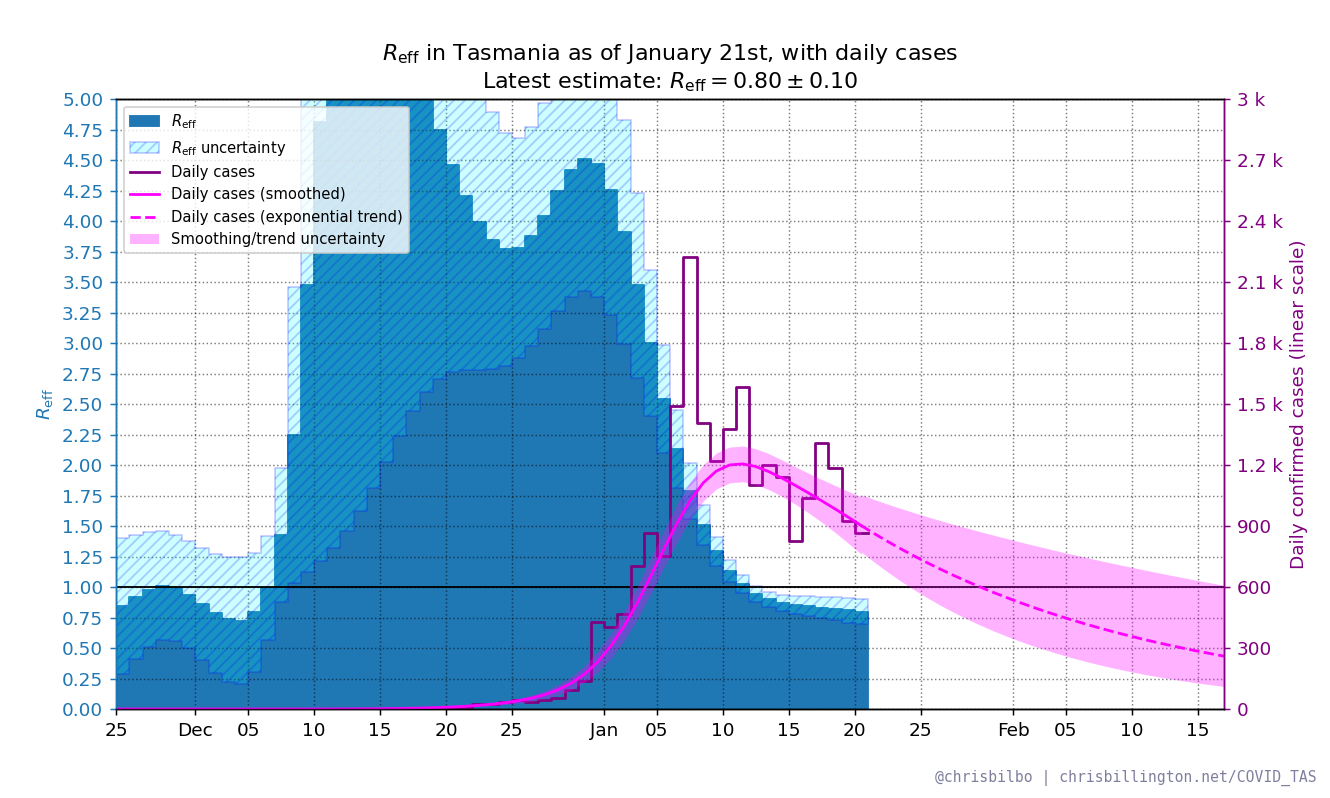 R_eff in Tasmania as of January 21st, with daily cases
Latest estimate: R_eff = 0.80 ± 0.10
R_eff
R_eff uncertainty
Daily cases
Daily cases (smoothed)
Daily cases (exponential trend)
Smoothing/trend uncertainty
5.00
4.75
4.50
4.25
4.00
3.75
3.50
3.25
3.00
2.75
2.50
2.25
2.00
1.75
1.50
1.25
1.00
0.75
0.50
0.25
0.00
R_eff
3 k
2.7 k
2.4 k
2.1 k
1.8 k
1.5 k
1.2 k
900
600
300
0
Daily confirmed cases (linear scale)
25 Dec 05 10 15 20 25 Jan 05 10 15 20 25 Feb 05 10 15
@chrisbilbo | chrisbillington.net/COVID_TAS